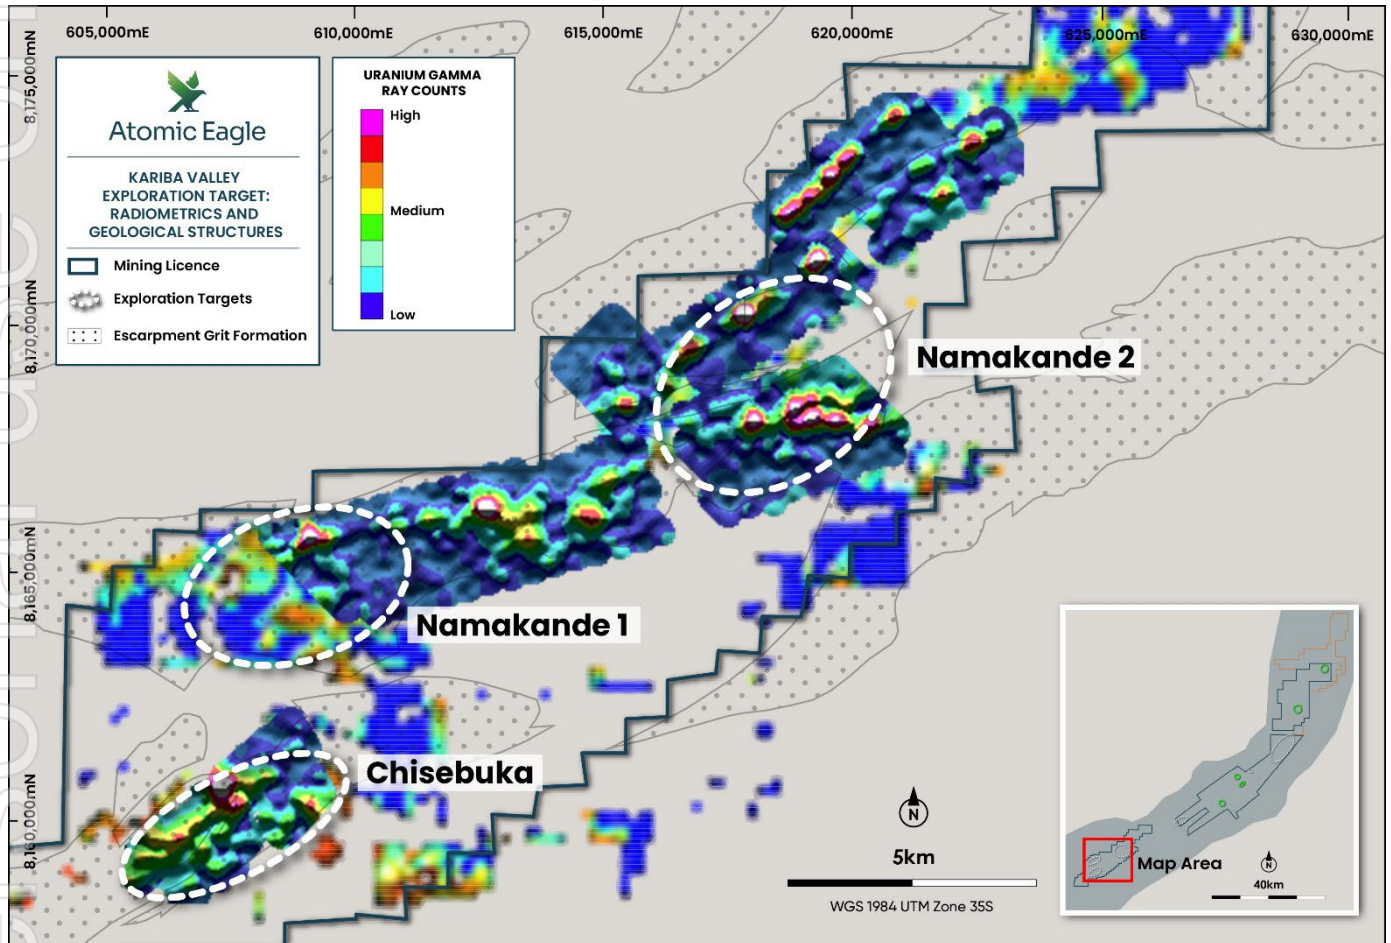 605,000mE
610,000mE
615,000mE
620,000mE
625,000mE
630,000mE
8,175,000mN
8,170,000mN
8,165,000mN
8,160,000mN
Atomic Eagle
KARIBA VALLEY
EXPLORATION TARGET:
RADIOMETRICS AND
GEOLOGICAL STRUCTURES
Mining Licence
Exploration Targets
Escarpment Grit Formation
URANIUM GAMMA
RAY COUNTS
High
Medium
Low
Namakande 2
Namakande 1
Chisebuka
N
5km
WGS 1984 UTM Zone 35S
Map Area
N
40km